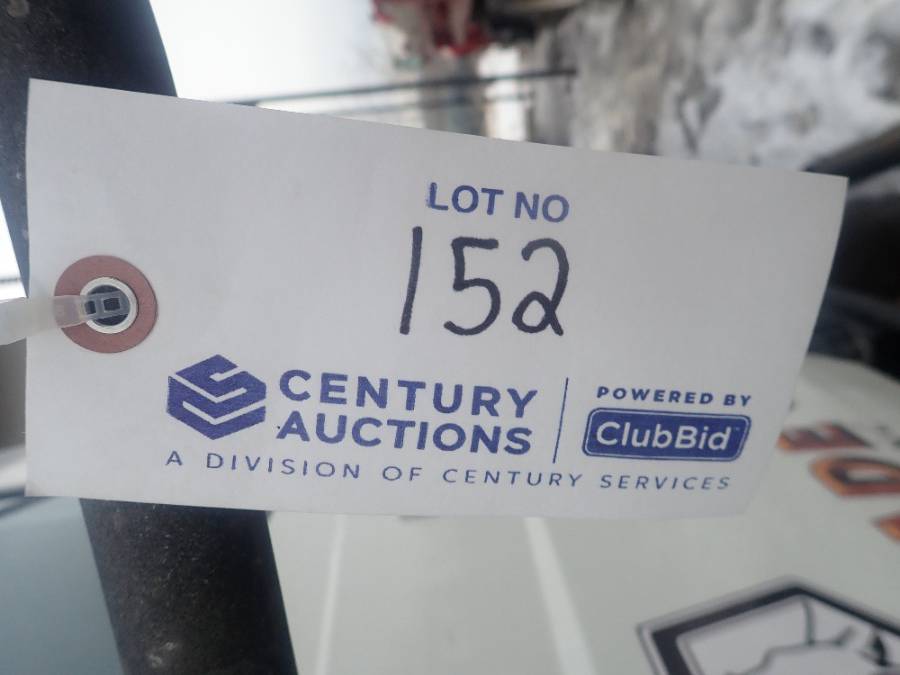 LOT NO
152
CENTURY
AUCTIONS
A DIVISION OF CENTURY SERVICES
POWERED BY
ClubBid